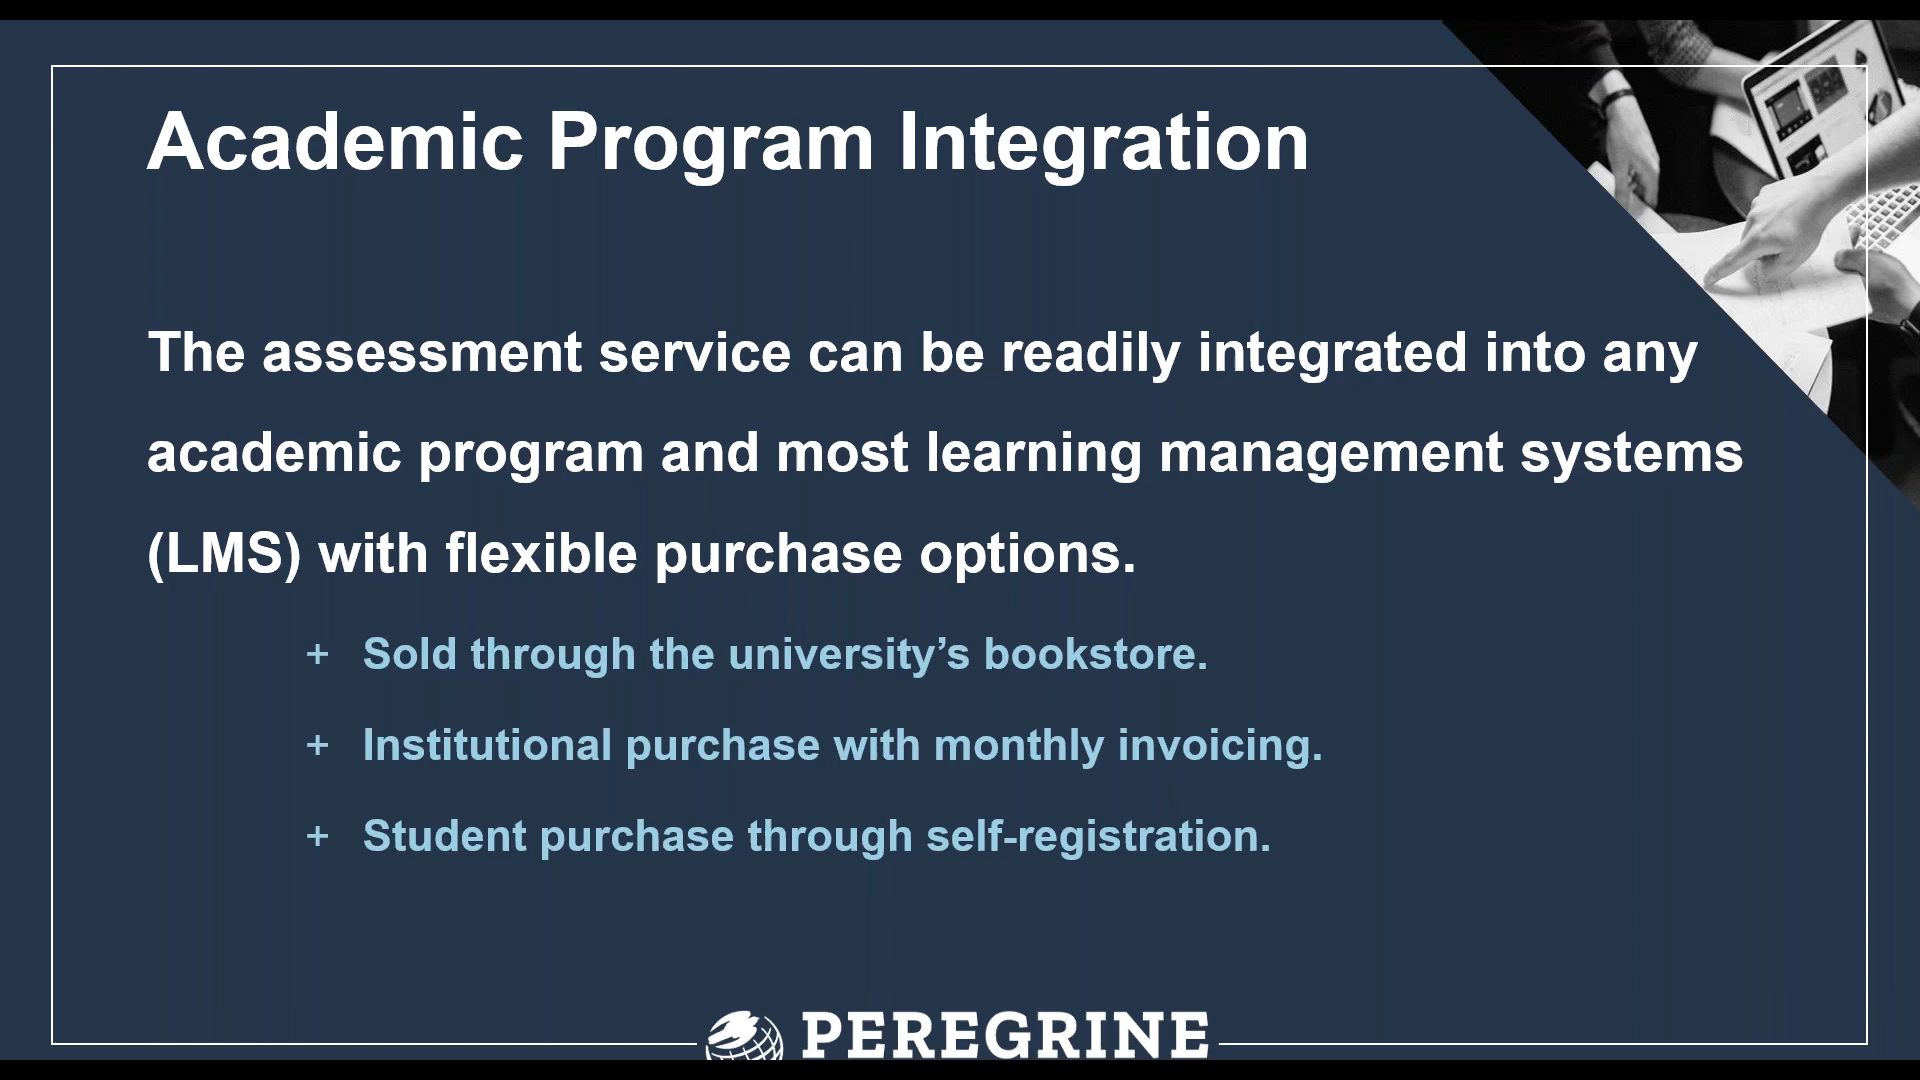 Academic Program Integration
The assessment service can be readily integrated into any
academic program and most learning management systems
(LMS) with flexible purchase options.
+ Sold through the university’s bookstore.
+ Institutional purchase with monthly invoicing.
+ Student purchase through self-registration.
PEREGRINE